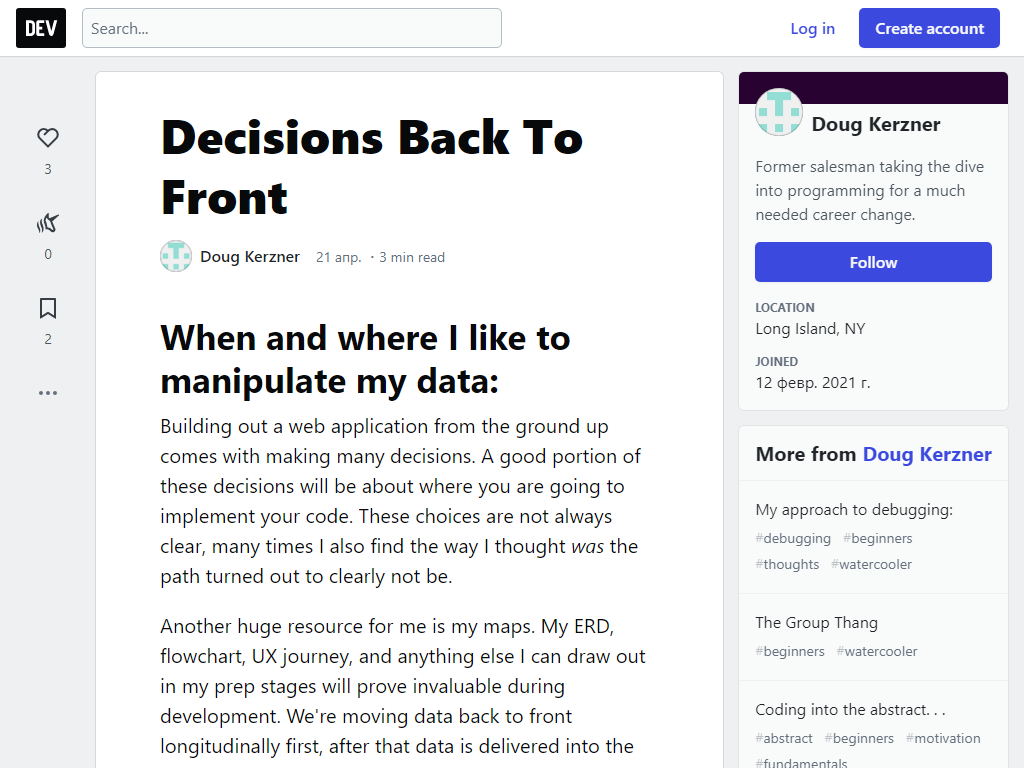 DEV
Search...
Log in
Create account
Decisions Back To
Front
Doug Kerzner 21 апр. · 3 min read
3
0
2
When and where I like to
manipulate my data:
Building out a web application from the ground up
comes with making many decisions. A good portion of
these decisions will be about where you are going to
implement your code. These choices are not always
clear, many times I also find the way I thought was the
path turned out to clearly not be.
Another huge resource for me is my maps. My ERD,
flowchart, UX journey, and anything else I can draw out
in my prep stages will prove invaluable during
development. We're moving data back to front
longitudinally first, after that data is delivered into the
Doug Kerzner
Former salesman taking the dive
into programming for a much
needed career change.
Follow
LOCATION
Long Island, NY
JOINED
12 февр. 2021 г.
More from Doug Kerzner
My approach to debugging:
#debugging #beginners
#thoughts #watercooler
The Group Thang
#beginners #watercooler
Coding into the abstract. . .
#abstract #beginners #motivation
#fundamentals